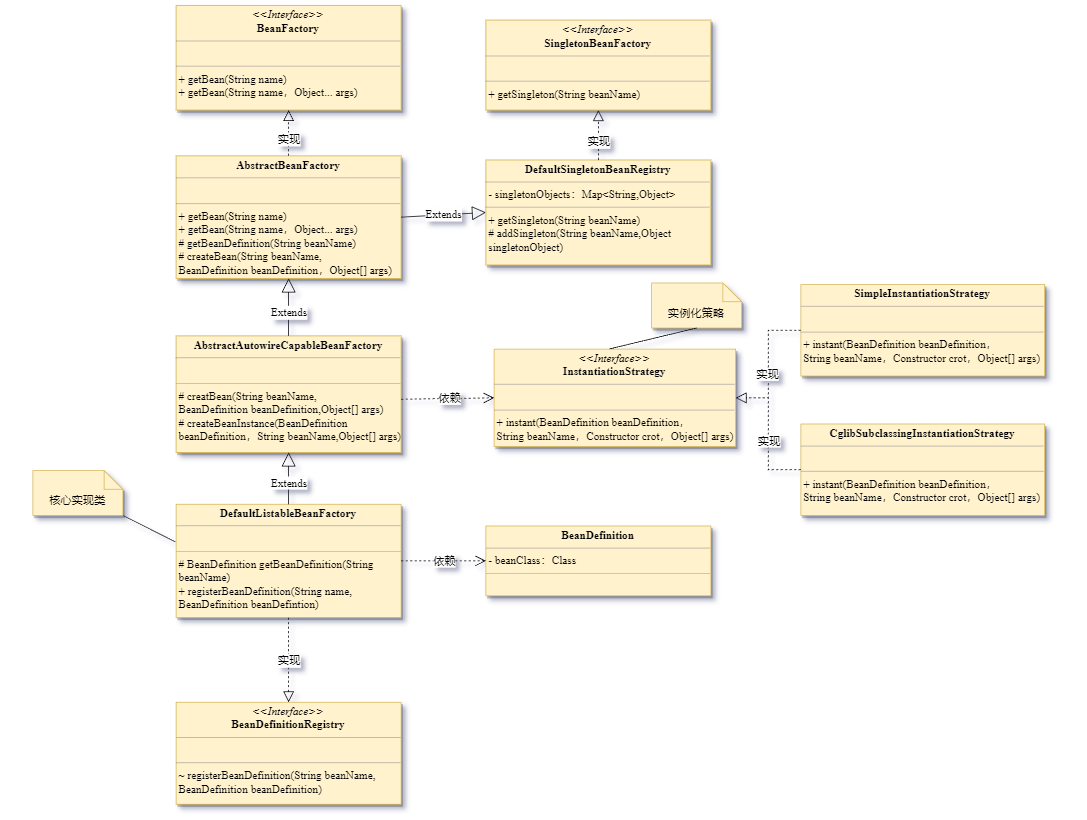 <<Interface>>
BeanFactory
+ getBean(String name)
+ getBean(String name，Object... args)
实现
<<Interface>>
SingletonBeanFactory
+ getSingleton(String beanName)
实现
AbstractBeanFactory
+ getBean(String name)
+ getBean(String name，Object... args)
# getBeanDefinition(String beanName)
# createBean(String beanName,
BeanDefinition beanDefinition，Object[] args)
Extends
DefaultSingletonBeanRegistry
- singletonObjects：Map<String,Object>
+ getSingleton(String beanName)
# addSingleton(String beanName,Object
singletonObject)
Extends
AbstractAutowireCapableBeanFactory
# creatBean(String beanName,
BeanDefinition beanDefinition,Object[] args)
# createBeanInstance(BeanDefinition
beanDefinition，String beanName,Object[] args)
依赖
实例化策略
<<Interface>>
InstantiationStrategy
+ instant(BeanDefinition beanDefinition，
String beanName，Constructor crot，Object[] args)
实现
实现
SimpleInstantiationStrategy
+ instant(BeanDefinition beanDefinition，
String beanName，Constructor crot，Object[] args)
CglibSubclassingInstantiationStrategy
+ instant(BeanDefinition beanDefinition，
String beanName，Constructor crot，Object[] args)
Extends
核心实现类
DefaultListableBeanFactory
# BeanDefinition getBeanDefinition(String
beanName)
+ registerBeanDefinition(String name,
BeanDefinition beanDefintion)
依赖
BeanDefinition
- beanClass：Class
实现
<<Interface>>
BeanDefinitionRegistry
~ registerBeanDefinition(String beanName,
BeanDefinition beanDefinition)